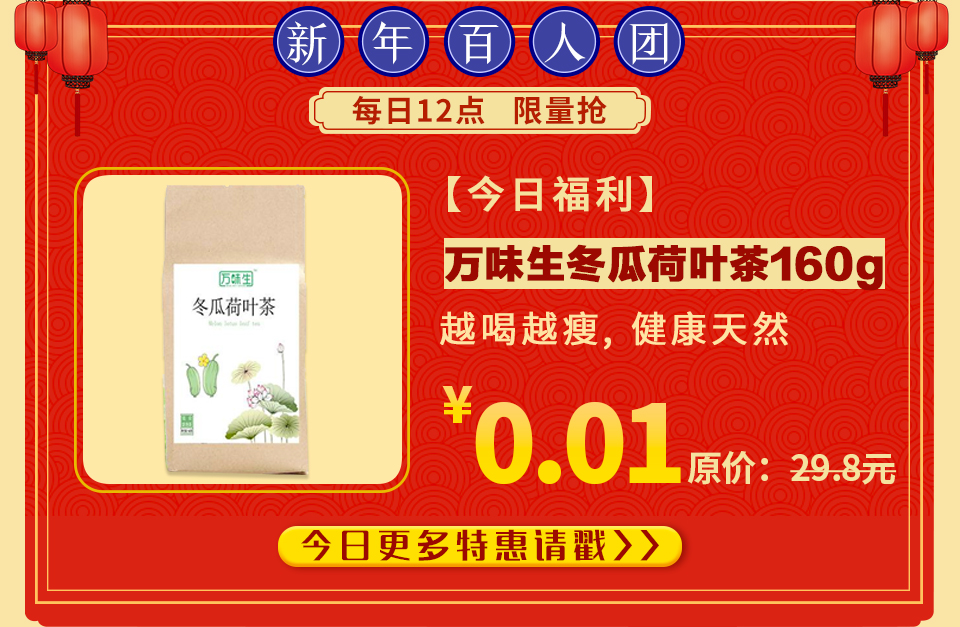 新年百人团
每日12点 限量抢
【今日福利】
万味生冬瓜荷叶茶160g
越喝越瘦,健康天然
¥0.01
原价：29.8元
万味生
冬瓜荷叶茶
今日更多特惠请戳》》